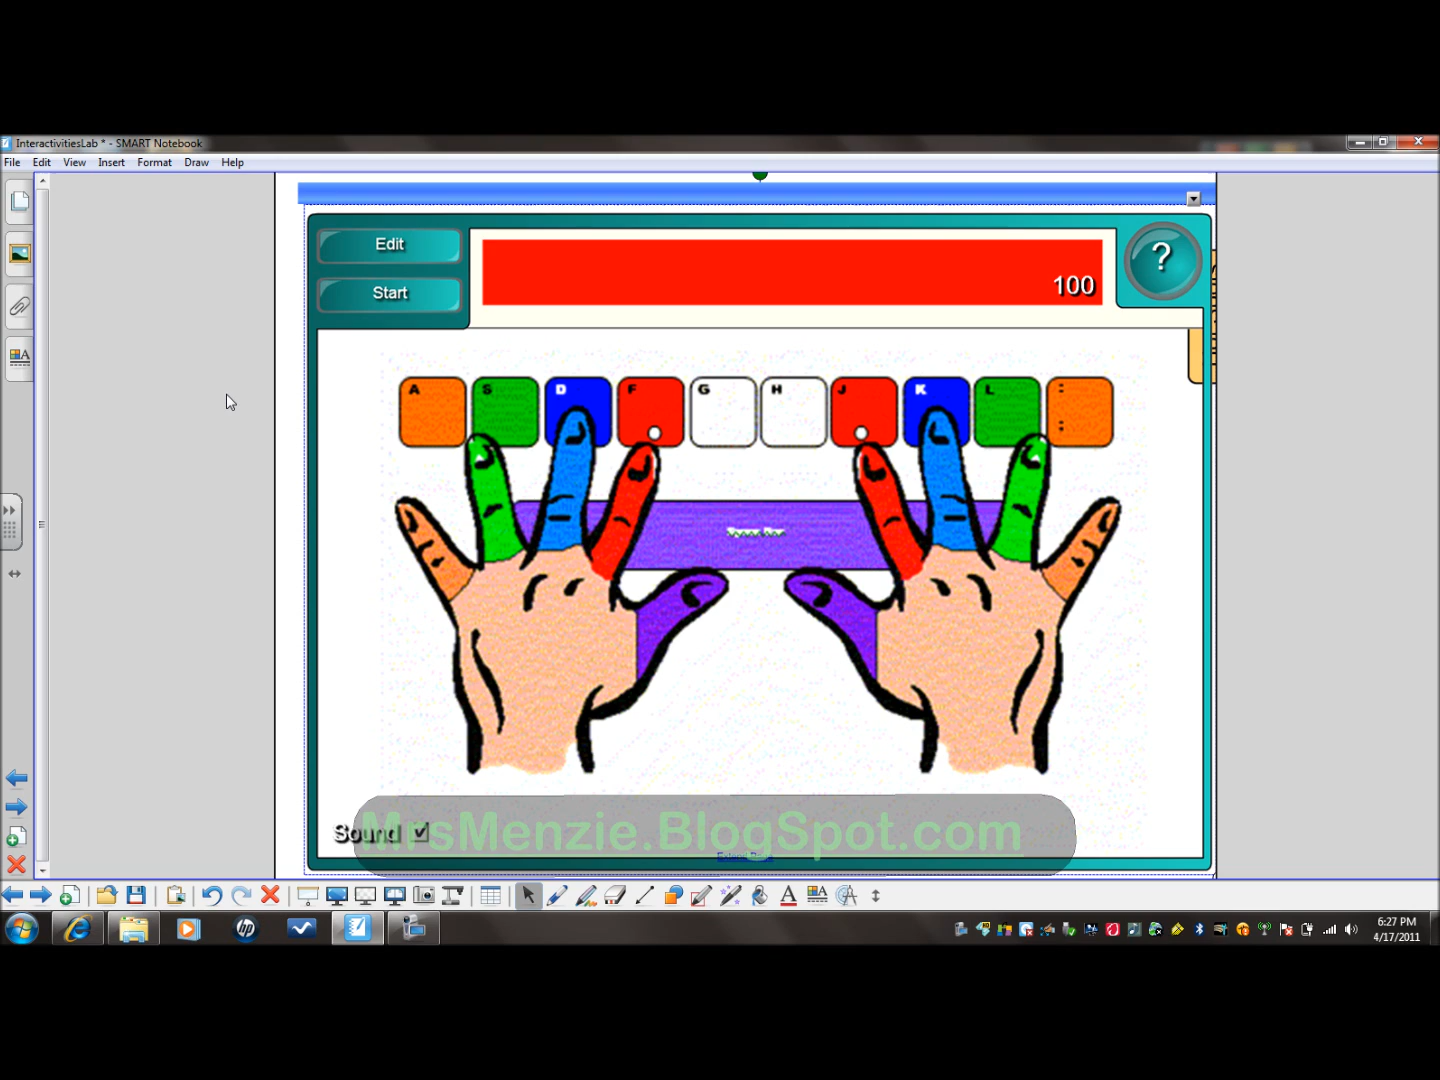 InteractivitiesLab * - SMART Notebook
File Edit View Insert Format Draw Help
Edit
Start
100
?
A S D F G H J K L : ;
Sound
MrsMenzie.BlogSpot.com
6:27 PM
4/17/2011